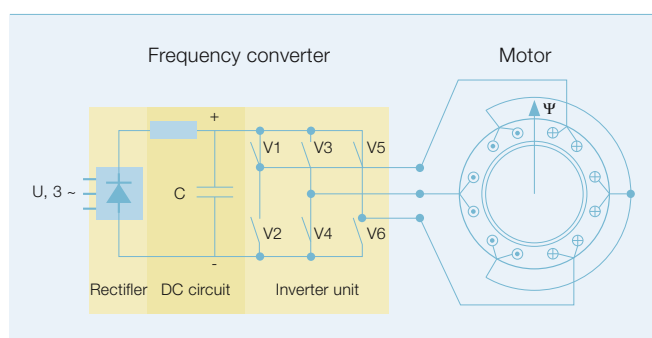 Frequency converter
Motor
+
Ψ
V1 V3 V5
U, 3 ~
C
V2 V4 V6
-
Rectifier DC circuit Inverter unit